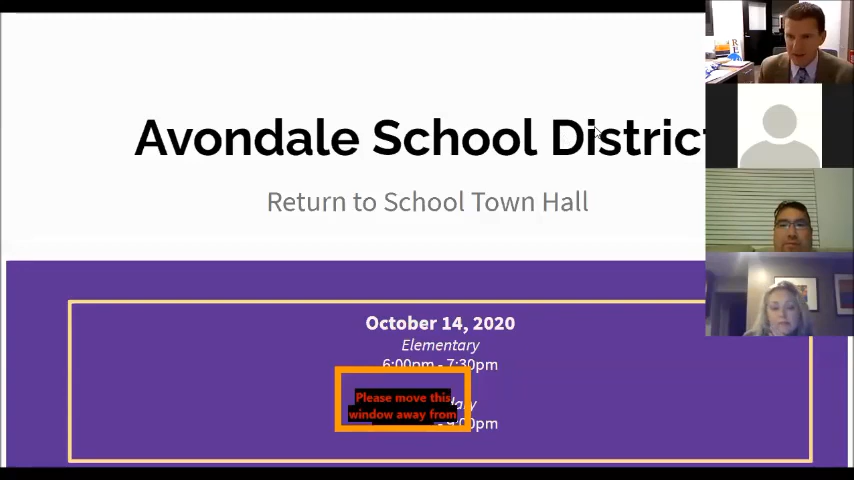 Avondale School District
Return to School Town Hall
October 14, 2020
Elementary
6:00pm - 7:30pm
Please move this
window away from